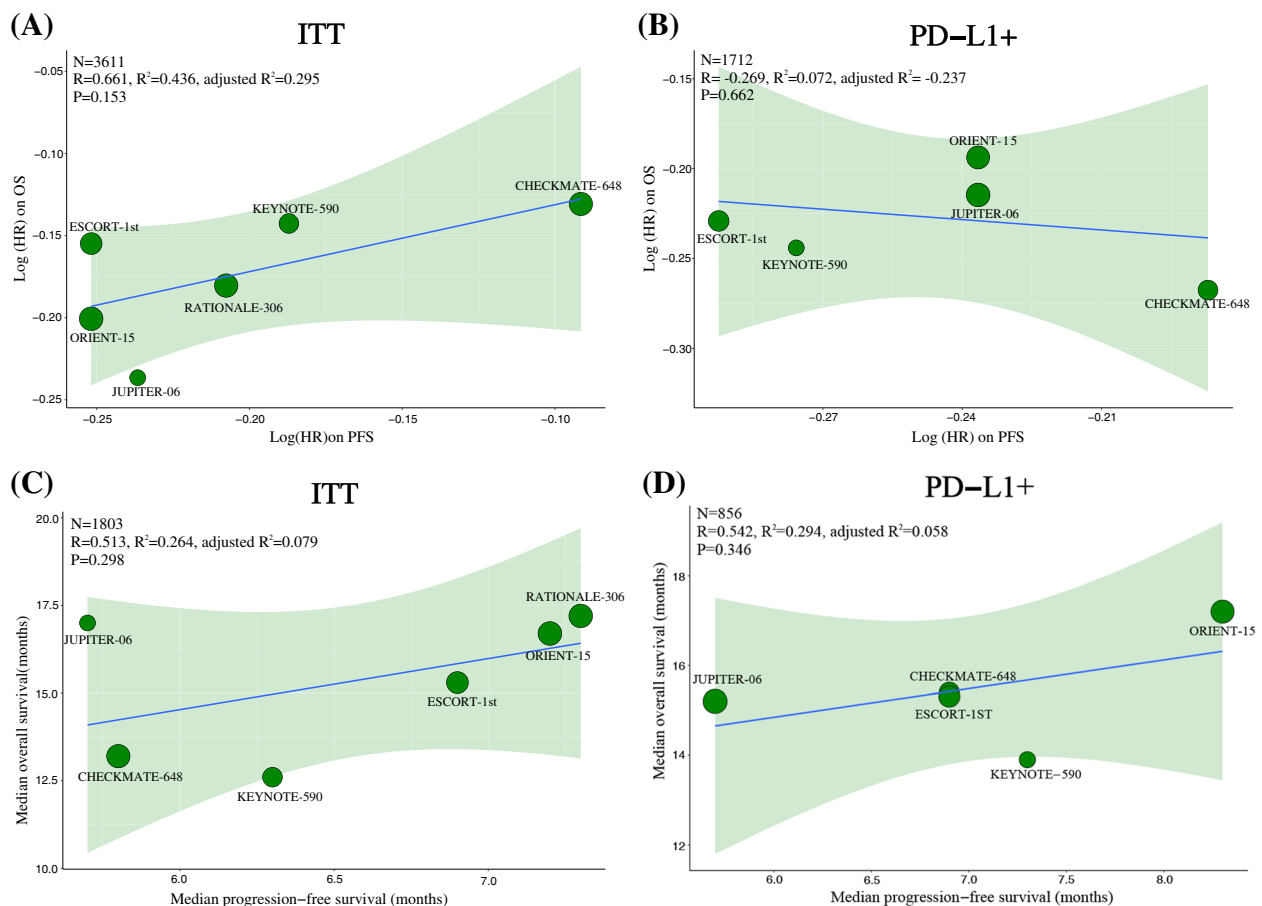 (A)
ITT
N=3611
R=0.661, R²=0.436, adjusted R²=0.295
P=0.153
−0.05
−0.10
−0.15
−0.20
−0.25
Log (HR) on OS
CHECKMATE-648
KEYNOTE-590
ESCORT-1st
RATIONALE-306
ORIENT-15
JUPITER-06
−0.25
−0.20
−0.15
−0.10
Log(HR)on PFS
(B)
PD−L1+
N=1712
R= -0.269, R²=0.072, adjusted R²= -0.237
P=0.662
−0.15
−0.20
−0.25
−0.30
Log (HR) on OS
ORIENT-15
JUPITER-06
ESCORT-1st
KEYNOTE-590
CHECKMATE-648
−0.27
−0.24
−0.21
Log (HR) on PFS
(C)
ITT
N=1803
R=0.513, R²=0.264, adjusted R²=0.079
P=0.298
20.0
17.5
15.0
12.5
10.0
Median overall survival(months)
RATIONALE-306
JUPITER-06
ORIENT-15
ESCORT-1st
CHECKMATE-648
KEYNOTE-590
6.0
6.5
7.0
Median progression−free survival (months)
(D)
PD−L1+
N=856
R=0.542, R²=0.294, adjusted R²=0.058
P=0.346
18
16
14
12
Median overall survival (months)
ORIENT-15
JUPITER-06
CHECKMATE-648
ESCORT-1ST
KEYNOTE−590
6.0
6.5
7.0
7.5
8.0
Median progression−free survival (months)